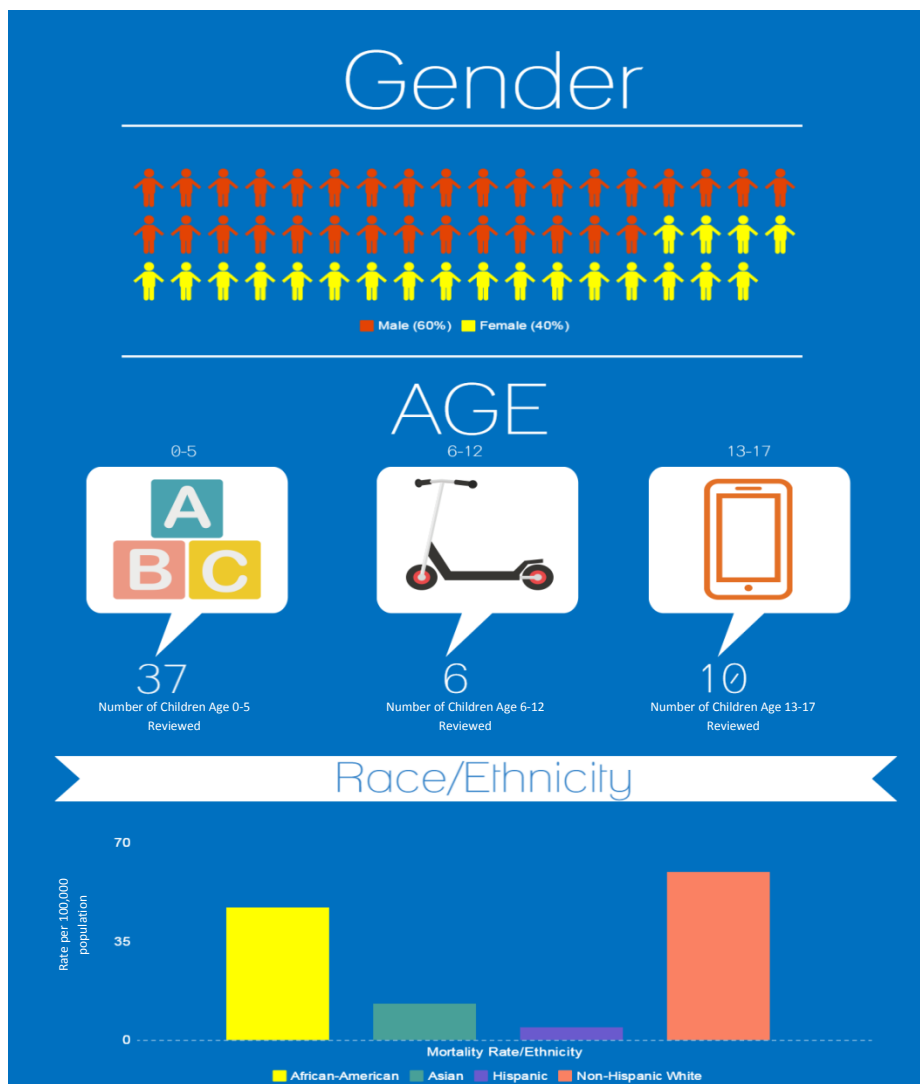 Gender
Male (60%) Female (40%)
AGE
0-5 6-12 13-17
A
B C
37 6 10
Number of Children Age 0-5 Number of Children Age 6-12 Number of Children Age 13-17
Reviewed Reviewed Reviewed
Race/Ethnicity
70
Rate per 100,000
population
35
0
Mortality Rate/Ethnicity
African-American Asian Hispanic Non-Hispanic White